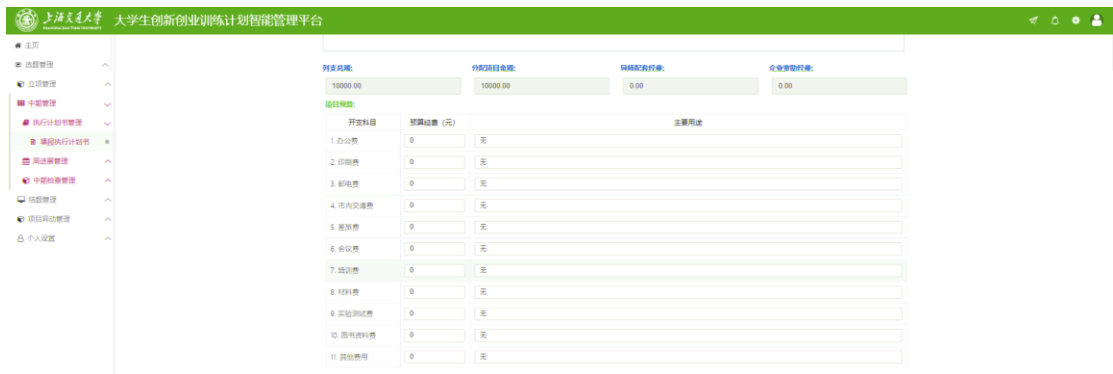 上海交通大学 大学生创新创业训练计划智能管理平台
主页
选题管理
立项管理
中期管理
执行计划书管理
填报执行计划书
周进展管理
中期检查管理
结题管理
项目异动管理
个人设置
列支总额: 分配项目金额: 导师配套经费: 企业资助经费:
10000.00 10000.00 0.00 0.00
项目预算:
开支科目 预算经费（元） 主要用途
1. 办公费 0 无
2. 印刷费 0 无
3. 邮电费 0 无
4. 市内交通费 0 无
5. 差旅费 0 无
6. 会议费 0 无
7. 培训费 0 无
8. 材料费 0 无
9. 实验测试费 0 无
10. 图书资料费 0 无
11. 其他费用 0 无